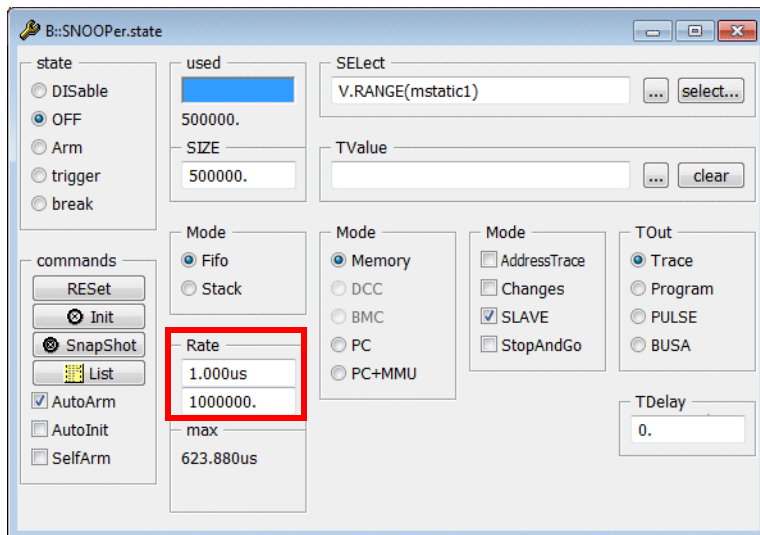 B::SNOOPer.state
state
DISable
OFF
Arm
trigger
break
used
500000.
SIZE
500000.
SELect
V.RANGE(mstatic1)
...
select...
TValue
...
clear
commands
RESet
Init
SnapShot
List
AutoArm
AutoInit
SelfArm
Mode
Fifo
Stack
Rate
1.000us
1000000.
max
623.880us
Mode
Memory
DCC
BMC
PC
PC+MMU
Mode
AddressTrace
Changes
SLAVE
StopAndGo
TOut
Trace
Program
PULSE
BUSA
TDelay
0.